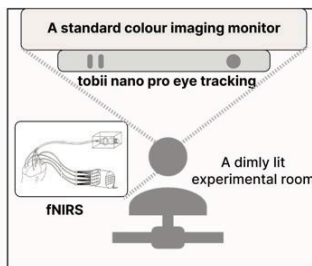 A standard colour imaging monitor
tobii nano pro eye tracking
A dimly lit
experimental room
fNIRS